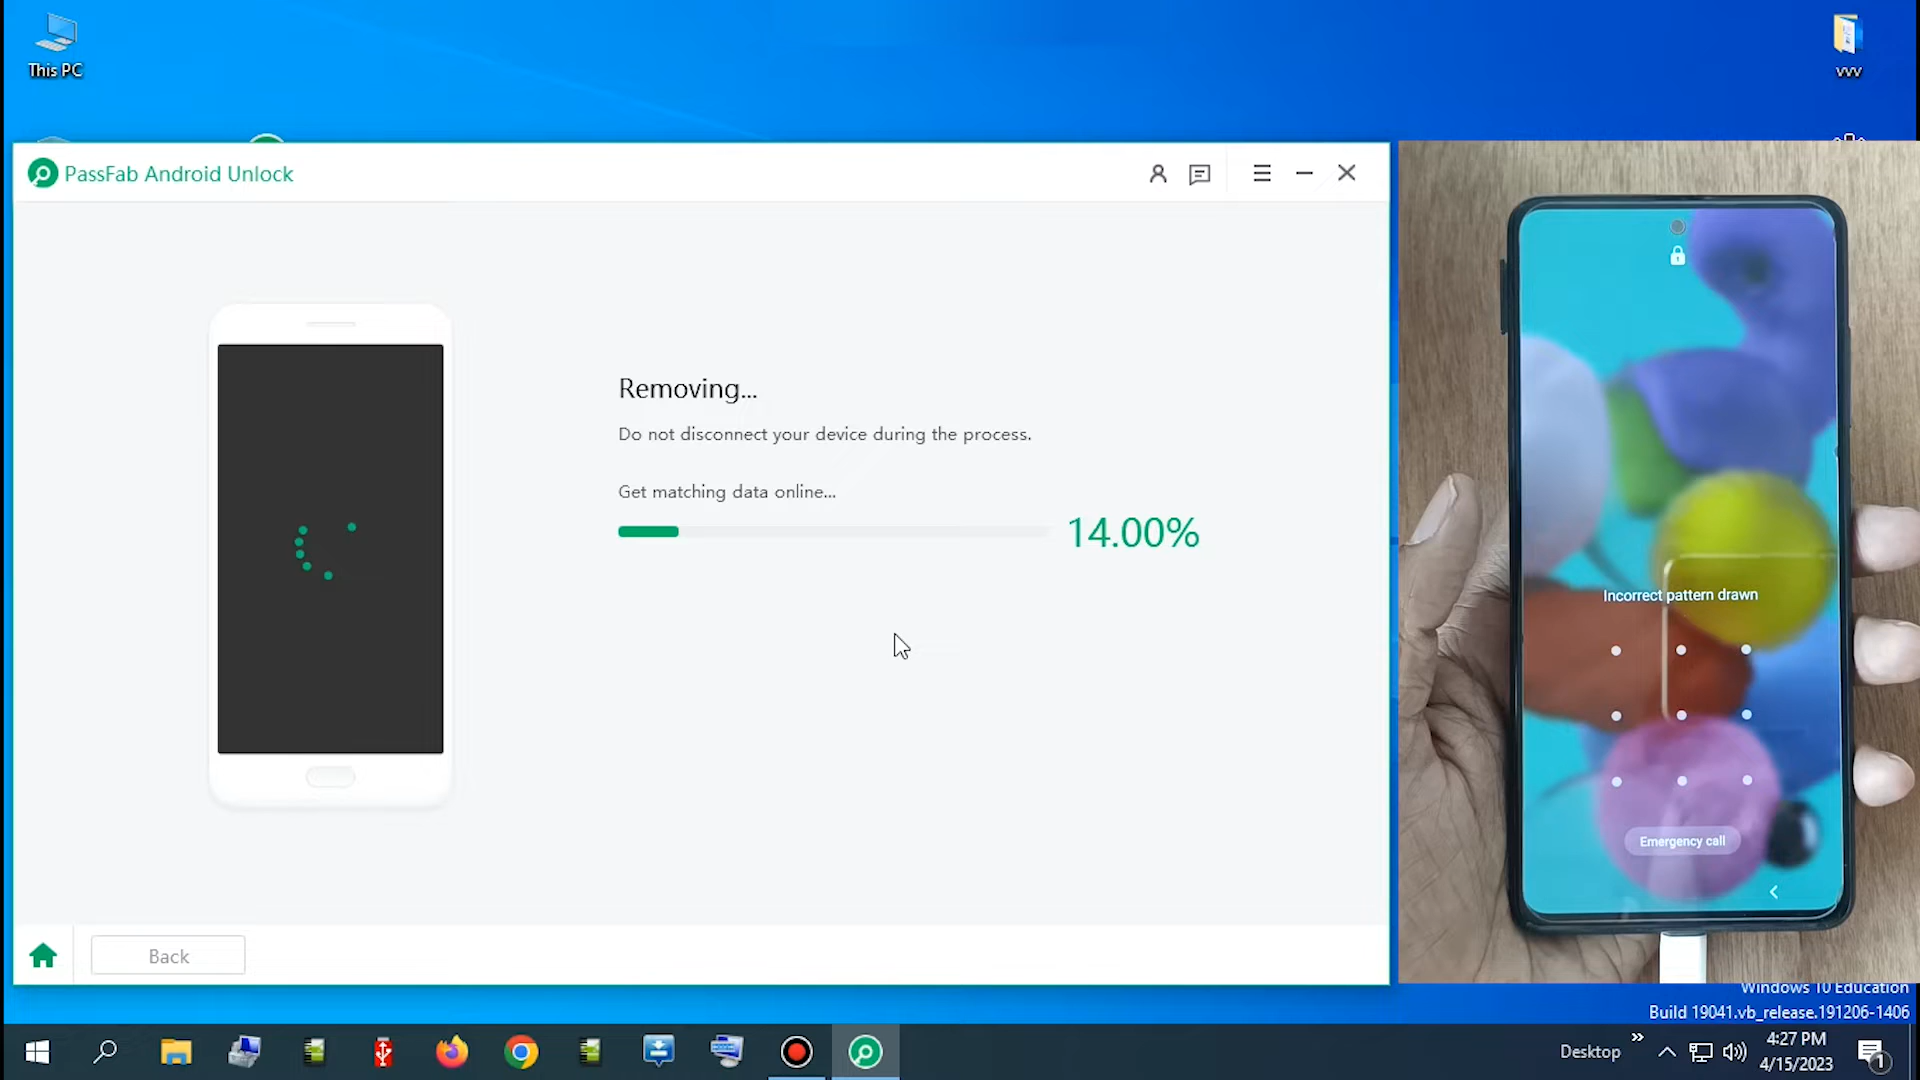 This PC
vvv
PassFab Android Unlock
Removing...
Do not disconnect your device during the process.
Get matching data online...
14.00%
Back
Incorrect pattern drawn
Emergency call
Windows 10 Education
Build 19041.vb_release.191206-1406
Desktop
4:27 PM
4/15/2023
1